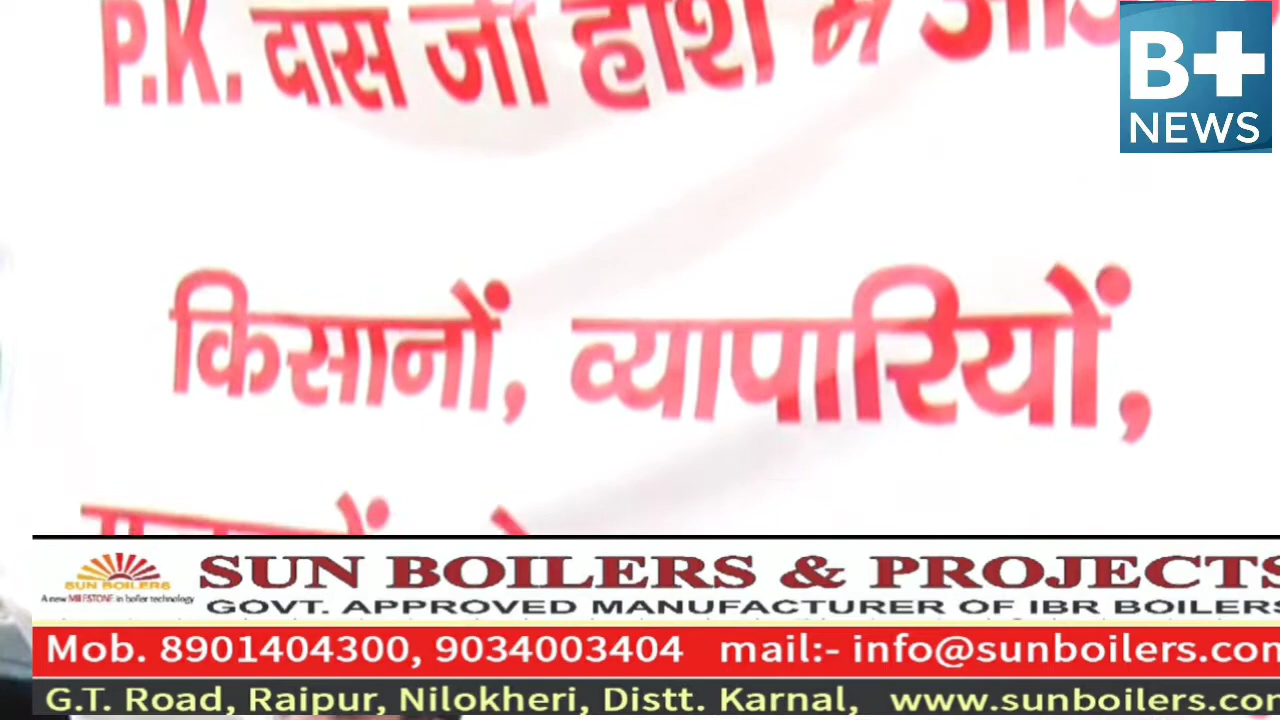 P.K. दास जी होश में
B+
NEWS
किसानों, व्यापारियों,
SUN BOILERS
A new MILESTONE in boiler technology
SUN BOILERS & PROJECTS
GOVT. APPROVED MANUFACTURER OF IBR BOILERS
Mob. 8901404300, 9034003404 mail:- info@sunboilers.com
G.T. Road, Raipur, Nilokheri, Distt. Karnal, www.sunboilers.com